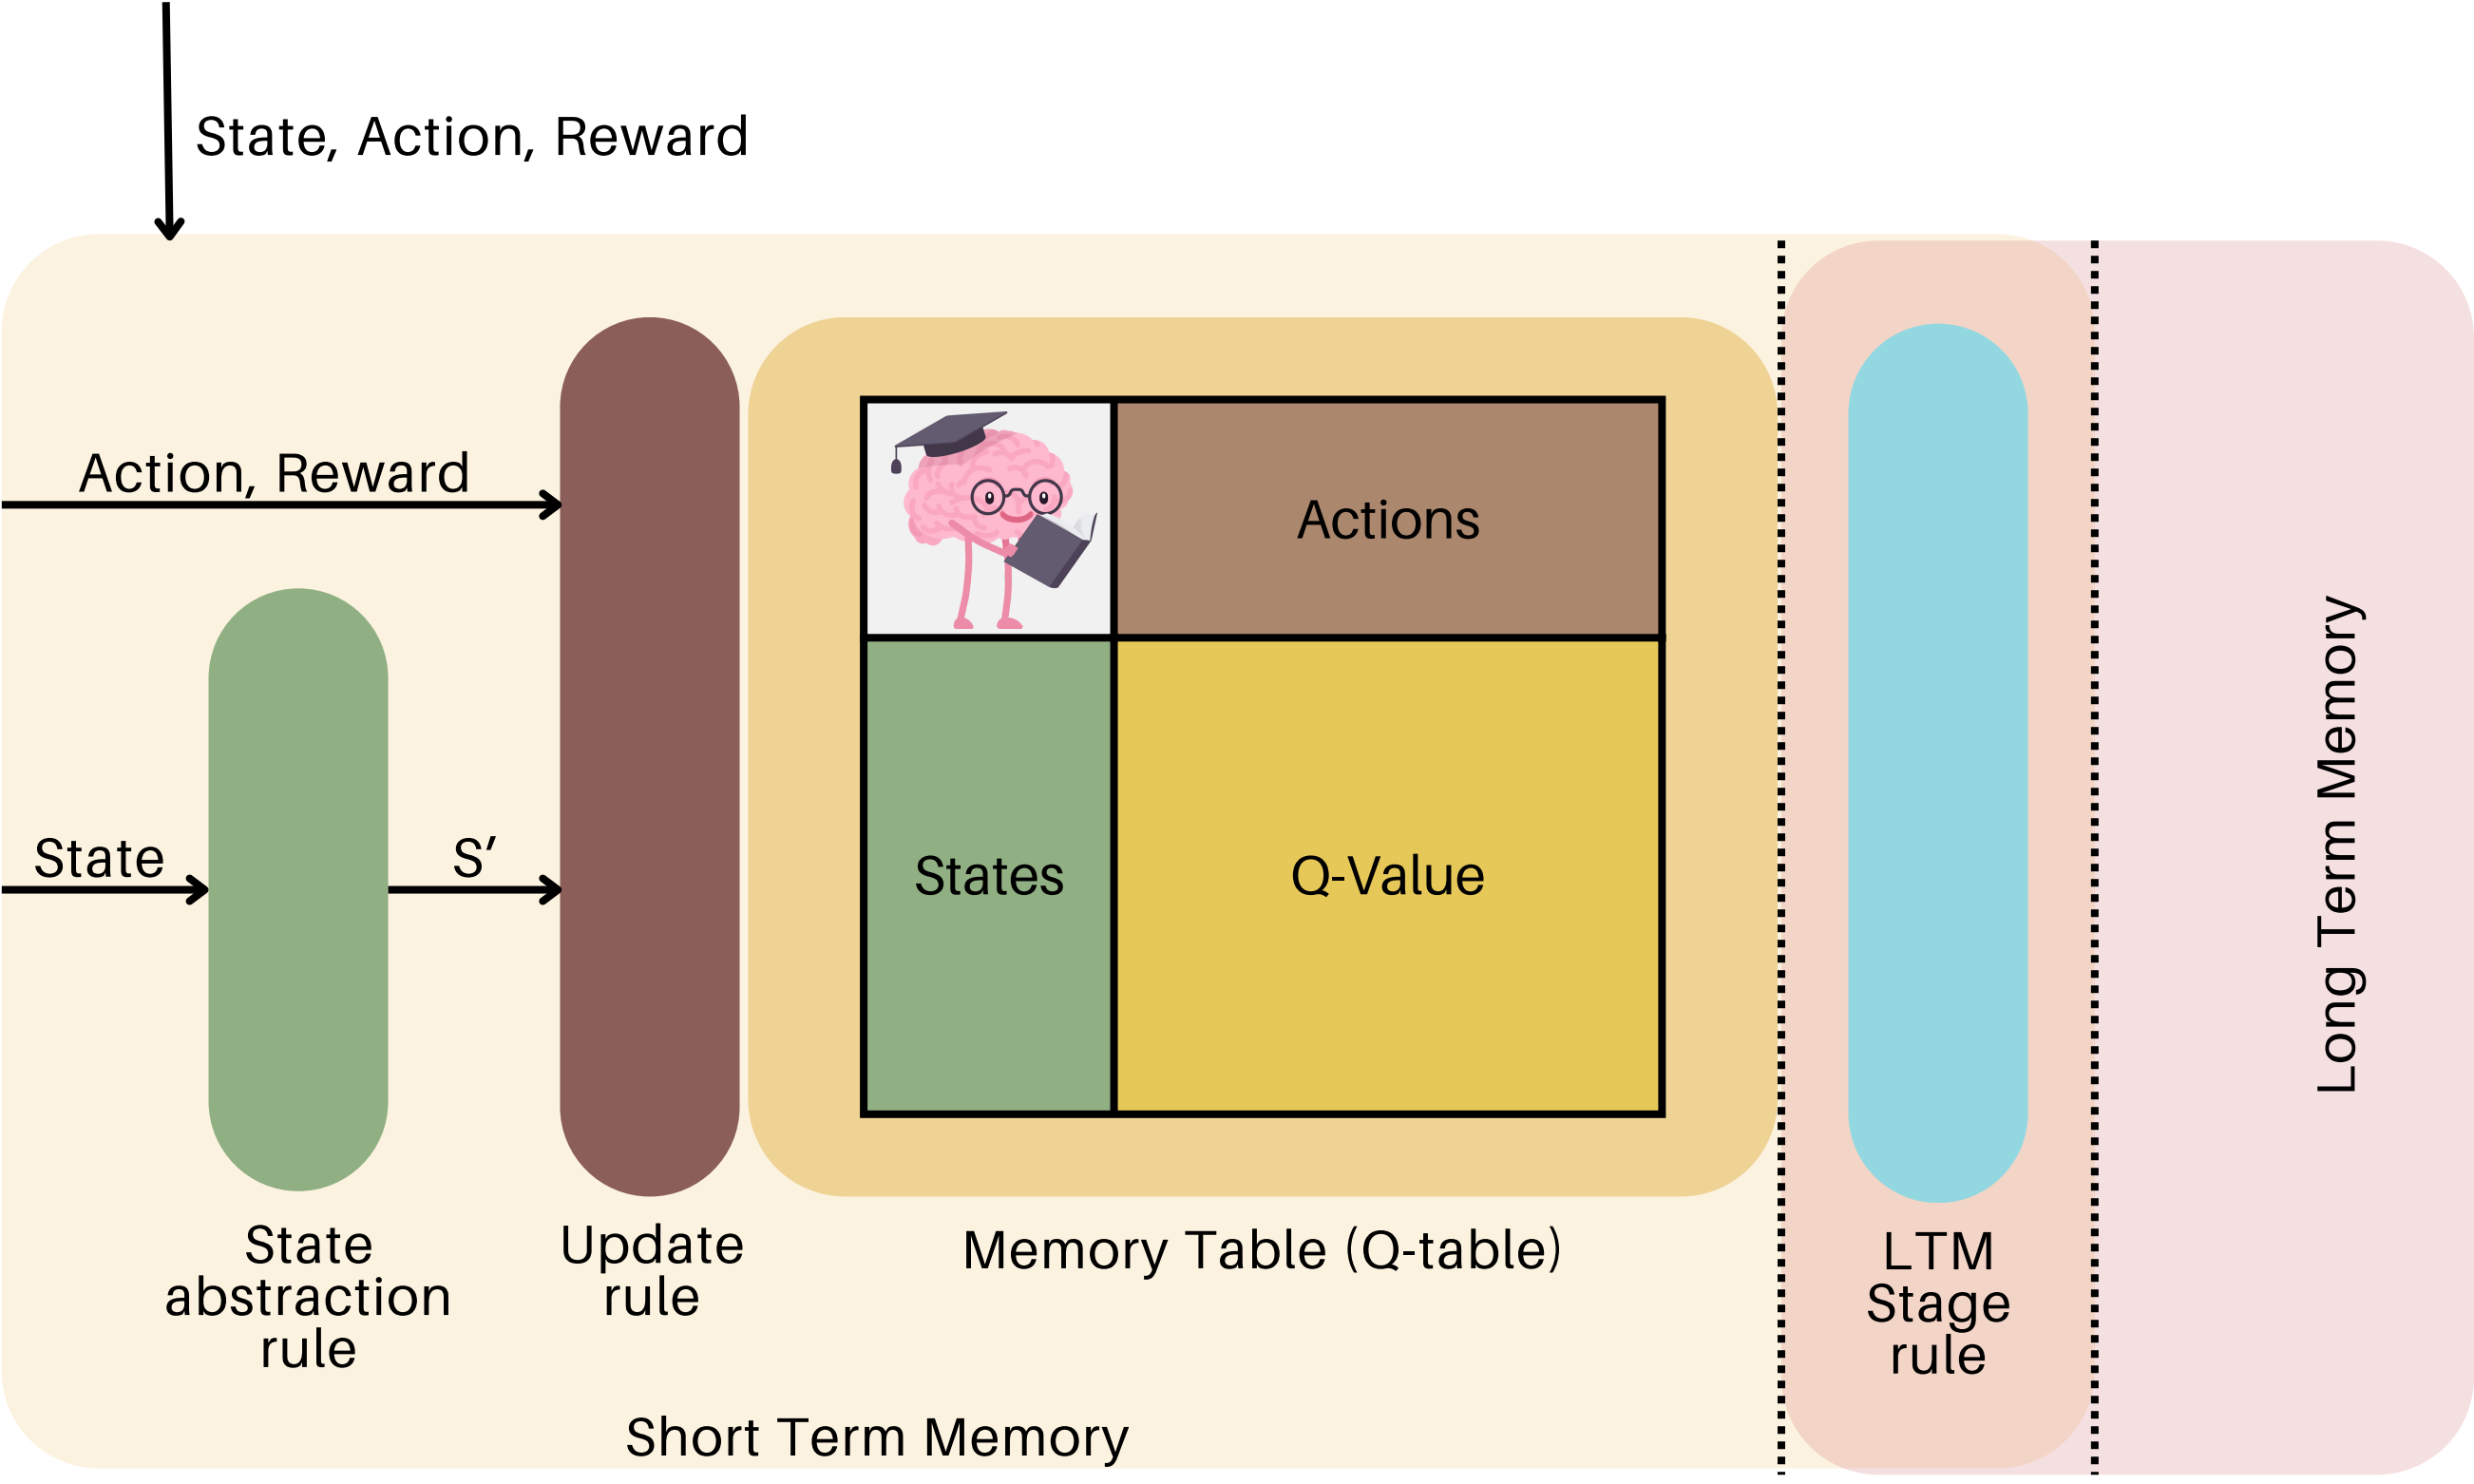 State, Action, Reward
Action, Reward
State
S’
Actions
States
Q-Value
State
abstraction
rule
Update
rule
Memory Table (Q-table)
LTM
Stage
rule
Short Term Memory
Long Term Memory